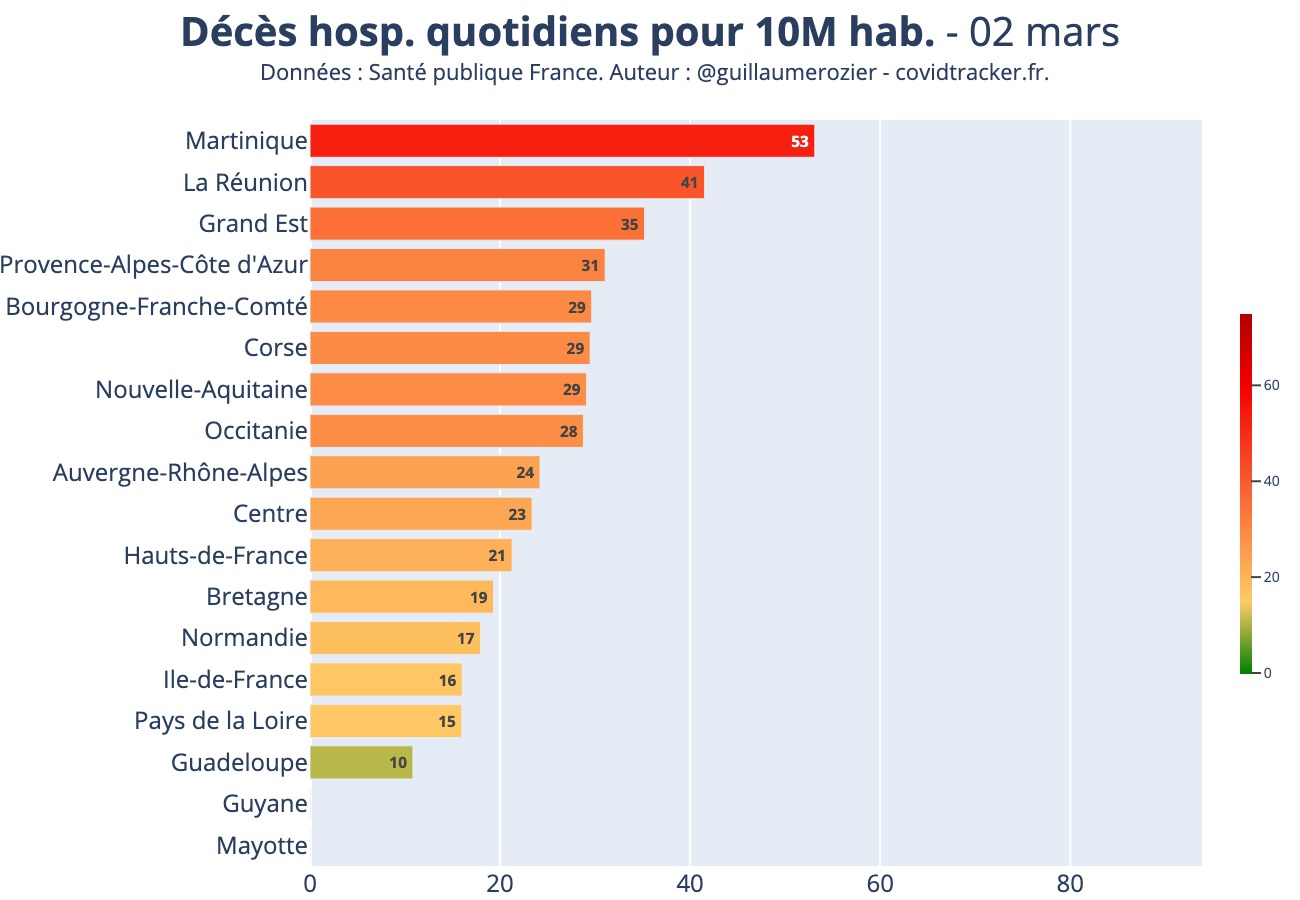 Décès hosp. quotidiens pour 10M hab. - 02 mars
Données : Santé publique France. Auteur : @guillaumerozier - covidtracker.fr.
Martinique 53
La Réunion 41
Grand Est 35
Provence-Alpes-Côte d'Azur 31
Bourgogne-Franche-Comté 29
Corse 29
Nouvelle-Aquitaine 29
Occitanie 28
Auvergne-Rhône-Alpes 24
Centre 23
Hauts-de-France 21
Bretagne 19
Normandie 17
Ile-de-France 16
Pays de la Loire 15
Guadeloupe 10
Guyane
Mayotte
0 20 40 60 80
60
40
20
0